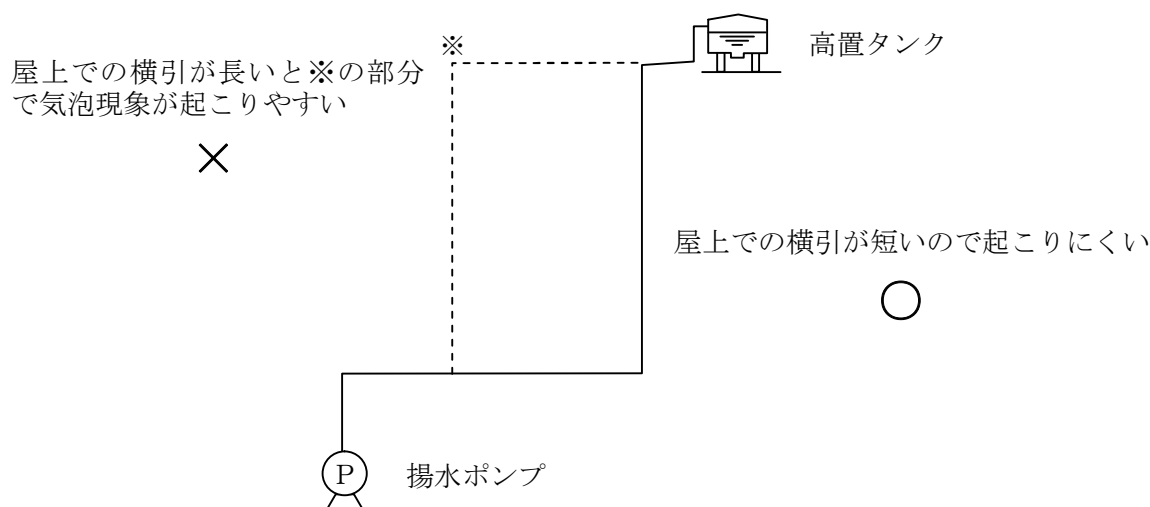 ※
高置タンク
屋上での横引が長いと※の部分
で気泡現象が起こりやすい
×
屋上での横引が短いので起こりにくい
○
P
揚水ポンプ